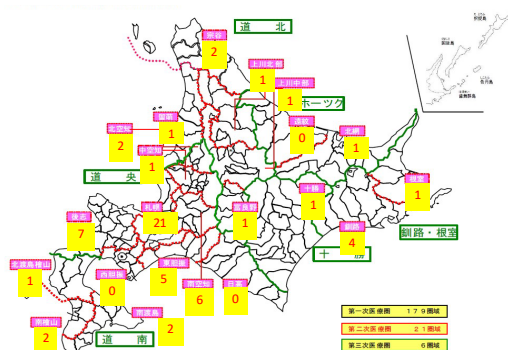 宗谷
2
道 北
上川北部
1
上川中部
1
ホーツク
留萌
1
遠紋
0
北網
1
北空知
2
中空知
1
道 央
根室
1
札幌
21
富良野
1
十勝
1
後志
7
釧路
4
釧路・根室
十
北渡島檜山
1
西胆振
0
東胆振
5
南空知
6
日高
0
南檜山
2
南渡島
2
道 南
第一次医療圏 179圏域
第二次医療圏 21圏域
第三次医療圏 6圏域